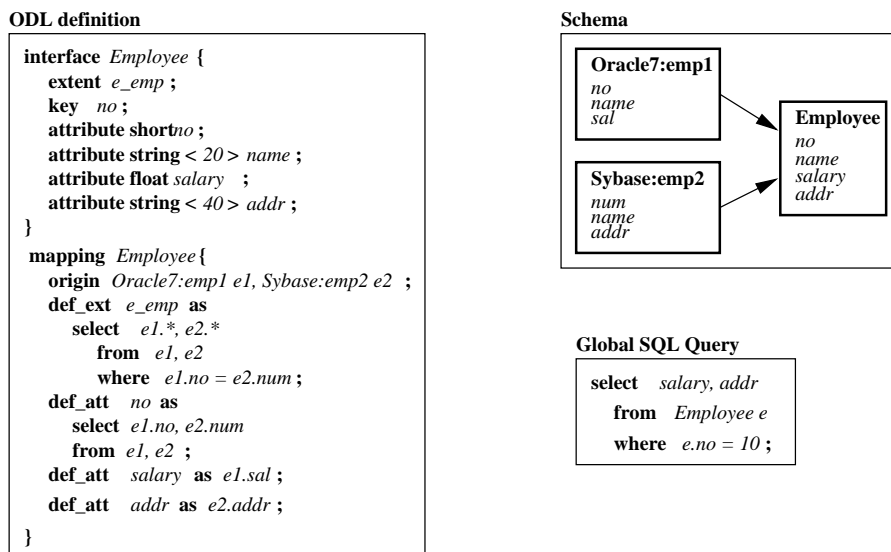 ODL definition
interface Employee {
extent e_emp ;
key no ;
attribute shortno ;
attribute string < 20 > name ;
attribute float salary ;
attribute string < 40 > addr ;
}
mapping Employee{
origin Oracle7:emp1 e1, Sybase:emp2 e2 ;
def_ext e_emp as
select e1.*, e2.*
from e1, e2
where e1.no = e2.num ;
def_att no as
select e1.no, e2.num
from e1, e2 ;
def_att salary as e1.sal ;
def_att addr as e2.addr ;
}
Schema
Oracle7:emp1
no
name
sal
Sybase:emp2
num
name
addr
Employee
no
name
salary
addr
Global SQL Query
select salary, addr
from Employee e
where e.no = 10 ;